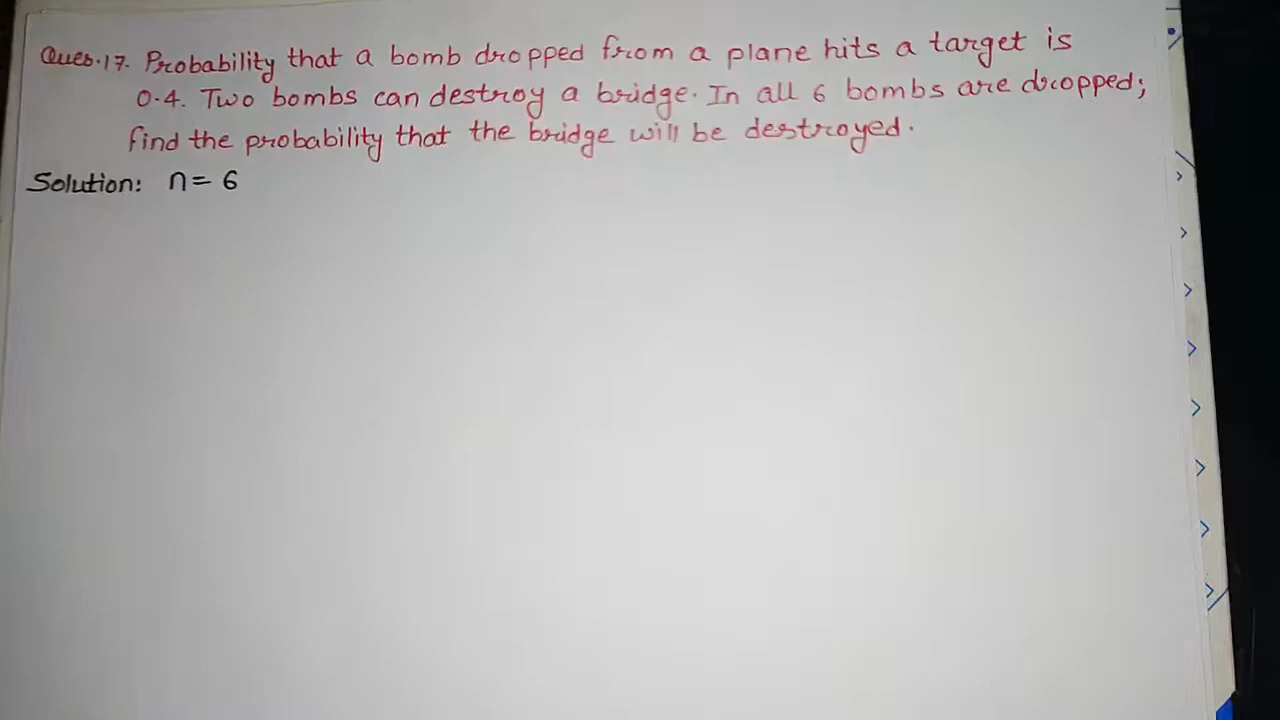 Ques.17. Probability that a bomb dropped from a plane hits a target is
0.4. Two bombs can destroy a bridge. In all 6 bombs are dropped;
find the probability that the bridge will be destroyed.
Solution: n = 6